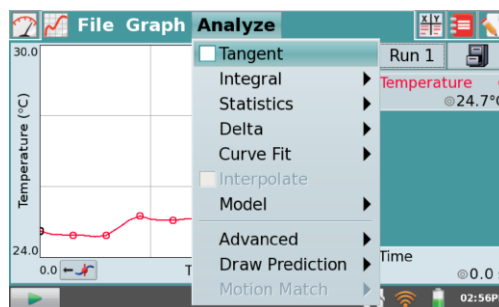 File Graph Analyze
X Y
30.0
Temperature (°C)
24.0
0.0
T
Tangent
Integral
Statistics
Delta
Curve Fit
Interpolate
Model
Advanced
Draw Prediction
Motion Match
Run 1
Temperature
24.7°C
Time
0.0
02:56P